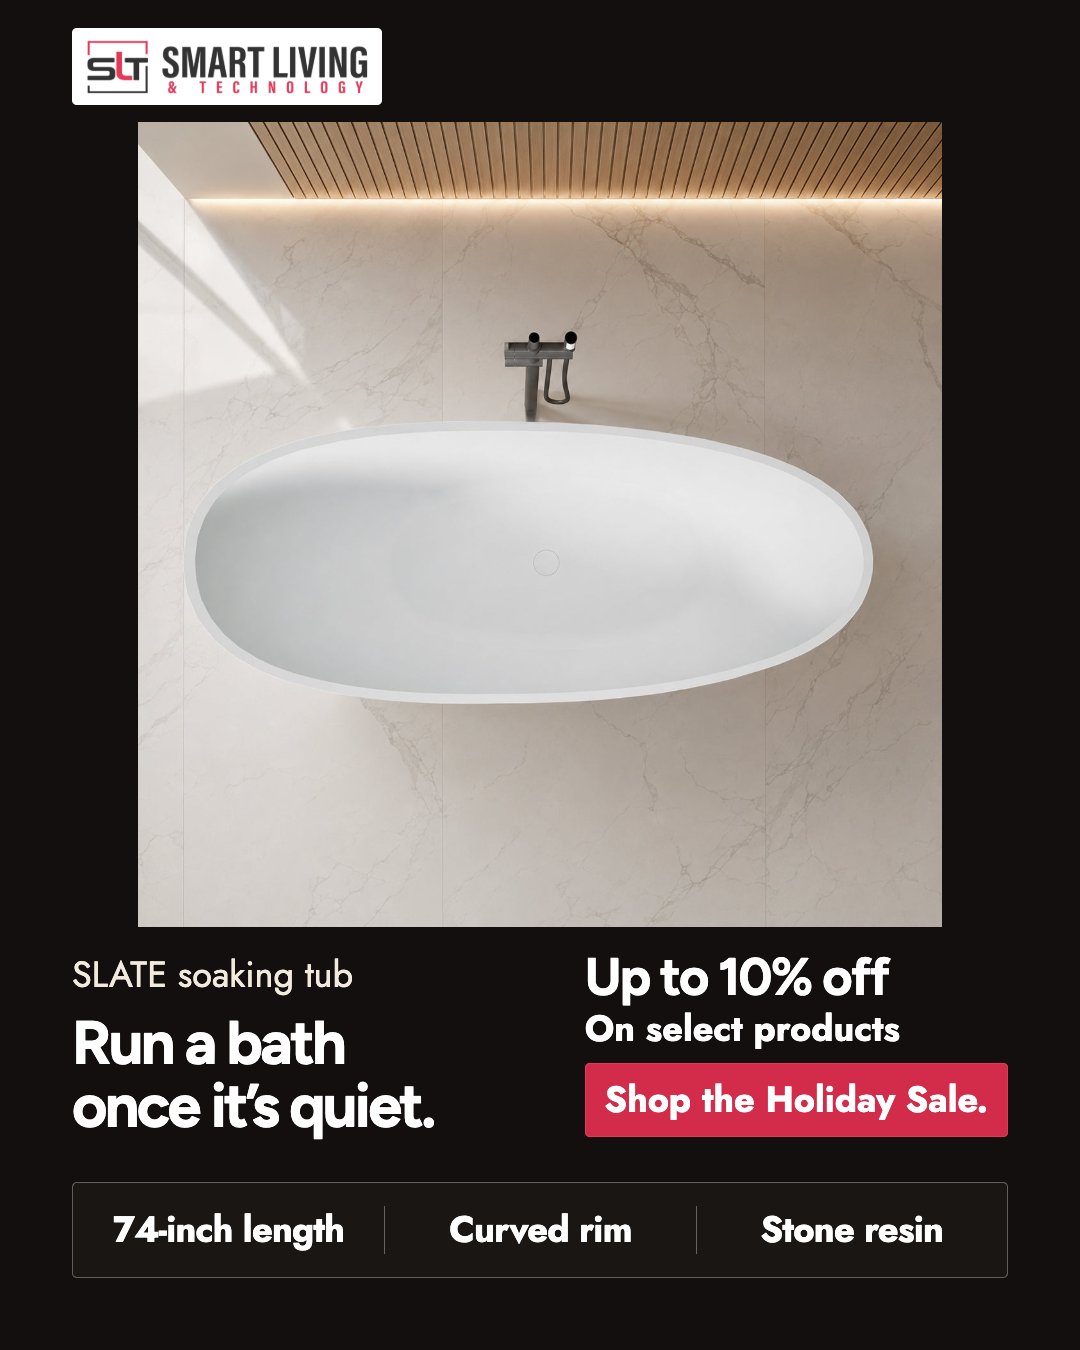 SLT SMART LIVING
& TECHNOLOGY
SLATE soaking tub
Run a bath
once it’s quiet.
Up to 10% off
On select products
Shop the Holiday Sale.
74-inch length
Curved rim
Stone resin